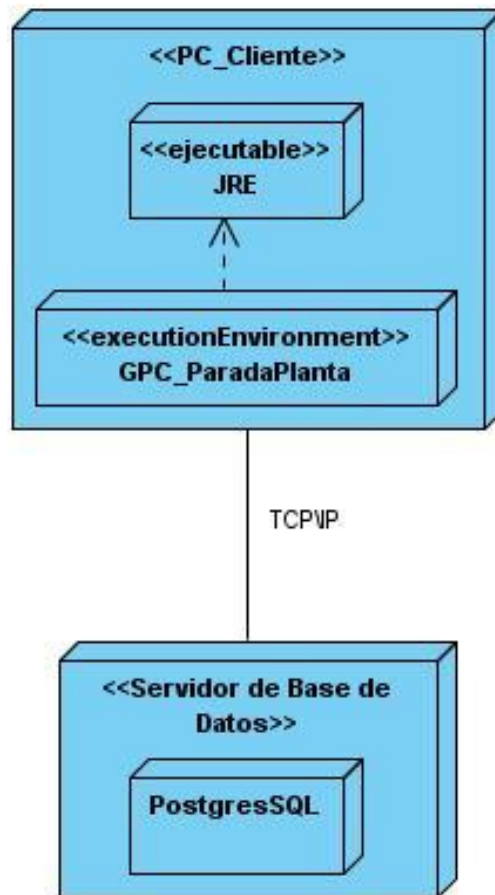 <<PC_Cliente>>
<<ejecutable>>
JRE
<<executionEnvironment>>
GPC_ParadaPlanta
TCP\IP
<<Servidor de Base de
Datos>>
PostgresSQL